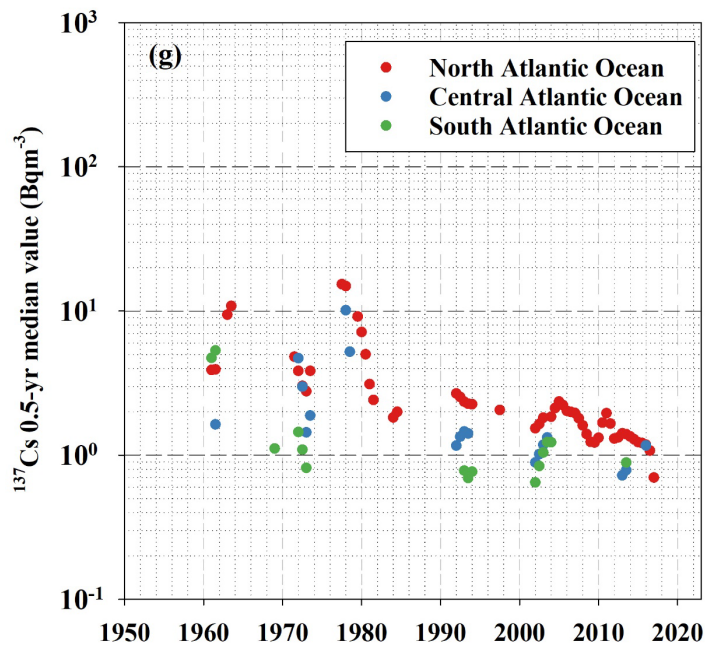 (g)
North Atlantic Ocean
Central Atlantic Ocean
South Atlantic Ocean
¹³⁷Cs 0.5-yr median value (Bqm⁻³)
10³
10²
10¹
10⁰
10⁻¹
1950 1960 1970 1980 1990 2000 2010 2020